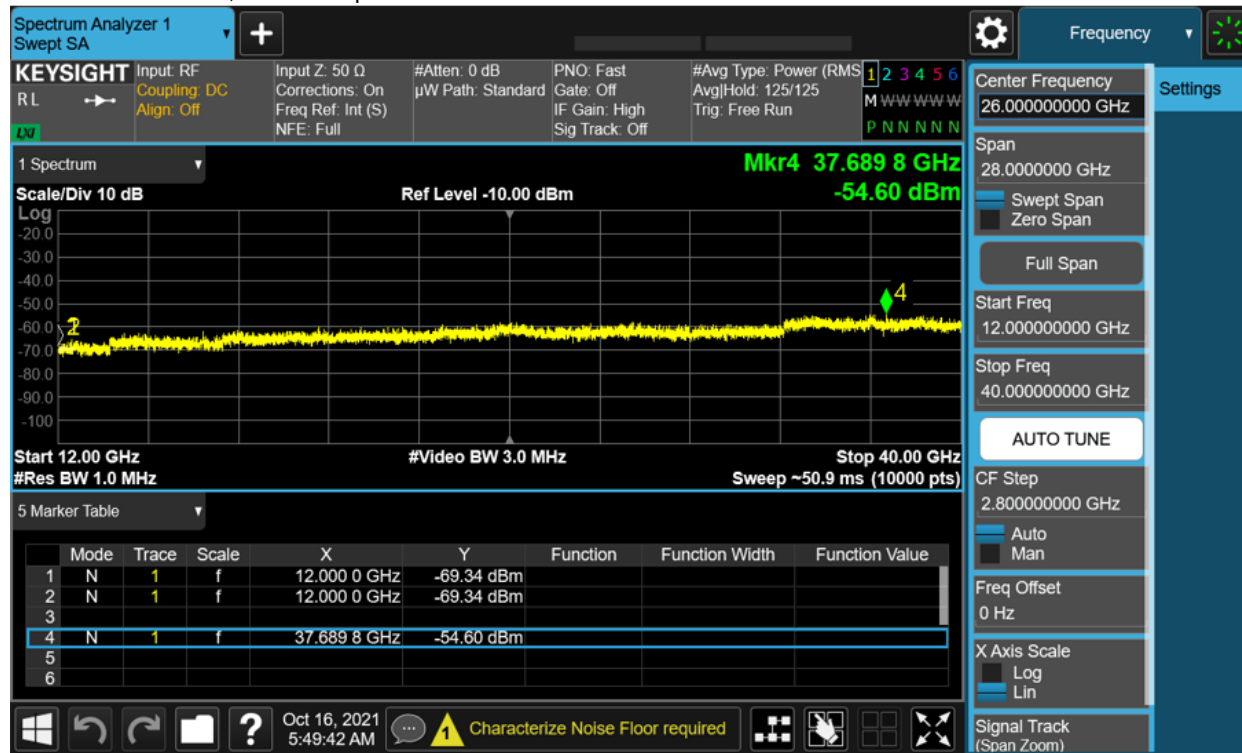 Spectrum Analyzer 1
Swept SA
+
Frequency
KEYSIGHT
RL
LXI
Input: RF
Coupling: DC
Align: Off
Input Z: 50 Ω
Corrections: On
Freq Ref: Int (S)
NFE: Full
#Atten: 0 dB
µW Path: Standard
PNO: Fast
Gate: Off
IF Gain: High
Sig Track: Off
#Avg Type: Power (RMS
Avg|Hold: 125/125
Trig: Free Run
1 2 3 4 5 6
M W W W W W
P N N N N N
1 Spectrum
Scale/Div 10 dB
Ref Level -10.00 dBm
Mkr4 37.689 8 GHz
-54.60 dBm
Log
-20.0
-30.0
-40.0
-50.0
-60.0
-70.0
-80.0
-90.0
-100
2
4
Start 12.00 GHz
#Video BW 3.0 MHz
Stop 40.00 GHz
#Res BW 1.0 MHz
Sweep ~50.9 ms (10000 pts)
5 Marker Table
Mode Trace Scale X Y Function Function Width Function Value
1 N 1 f 12.000 0 GHz -69.34 dBm
2 N 1 f 12.000 0 GHz -69.34 dBm
3
4 N 1 f 37.689 8 GHz -54.60 dBm
5
6
Center Frequency
26.000000000 GHz
Settings
Span
28.0000000 GHz
Swept Span
Zero Span
Full Span
Start Freq
12.000000000 GHz
Stop Freq
40.000000000 GHz
AUTO TUNE
CF Step
2.800000000 GHz
Auto
Man
Freq Offset
0 Hz
X Axis Scale
Log
Lin
Signal Track
(Span Zoom)
?
Oct 16, 2021
5:49:42 AM
1
Characterize Noise Floor required